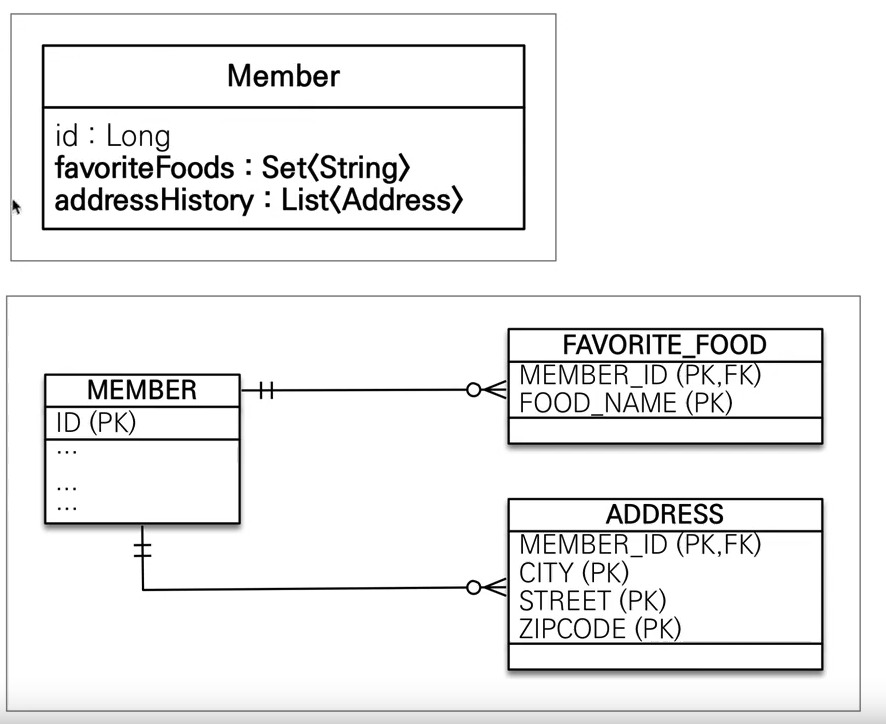 Member
id : Long
favoriteFoods : Set<String>
addressHistory : List<Address>
MEMBER
ID (PK)
...
...
...
FAVORITE_FOOD
MEMBER_ID (PK,FK)
FOOD_NAME (PK)
ADDRESS
MEMBER_ID (PK,FK)
CITY (PK)
STREET (PK)
ZIPCODE (PK)